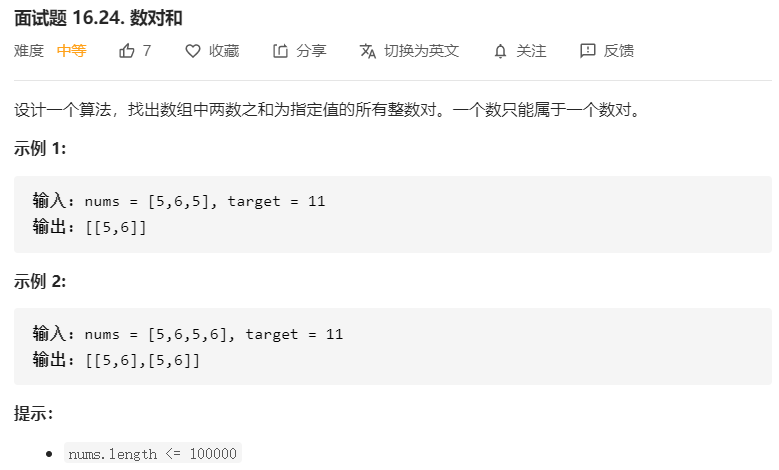 面试题 16.24. 数对和
难度 中等 7 收藏 分享 切换为英文 关注 反馈
设计一个算法，找出数组中两数之和为指定值的所有整数对。一个数只能属于一个数对。
示例 1:
输入：nums = [5,6,5], target = 11
输出：[[5,6]]
示例 2:
输入：nums = [5,6,5,6], target = 11
输出：[[5,6],[5,6]]
提示：
nums.length <= 100000